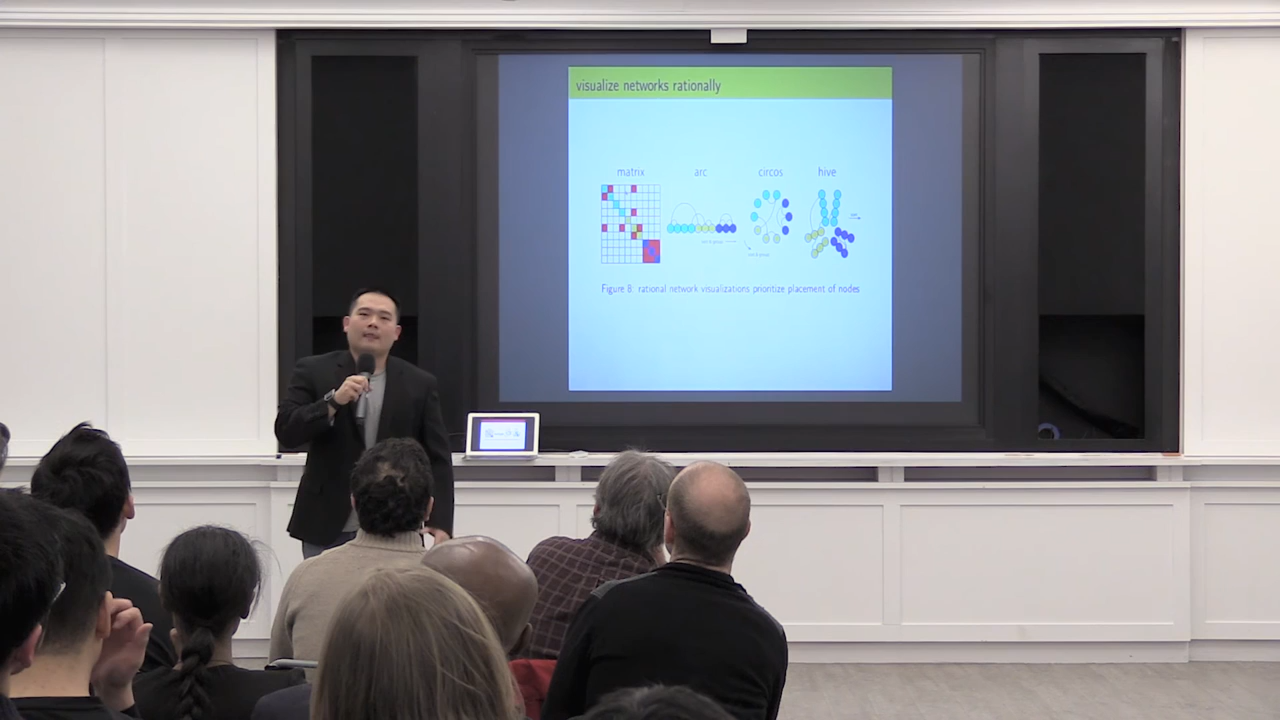 visualize networks rationally
matrix arc circos hive
Figure 8: rational network visualizations prioritize placement of nodes